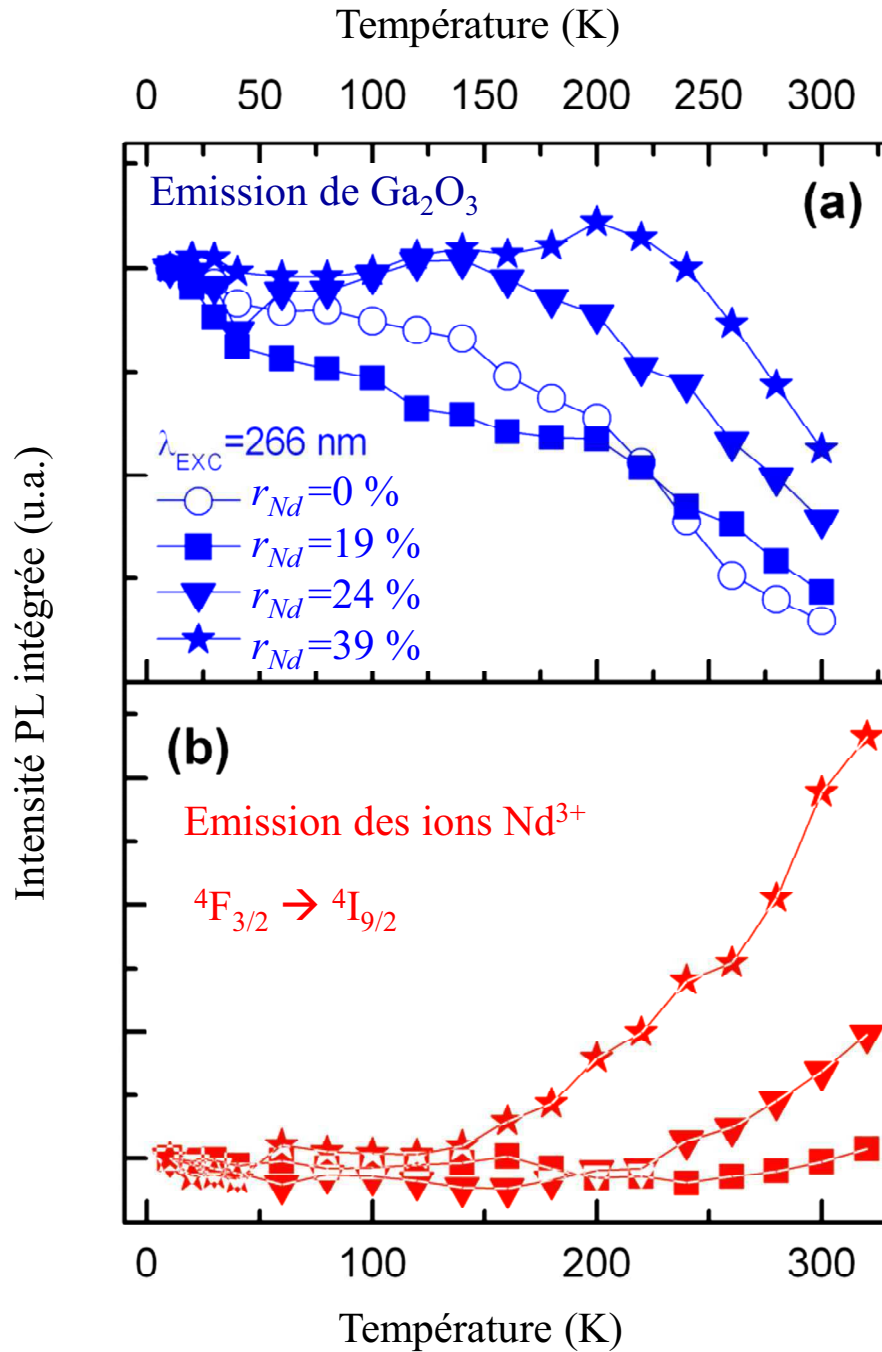 Température (K)
0 50 100 150 200 250 300
Emission de Ga₂O₃
(a)
λEXC=266 nm
rNd=0 %
rNd=19 %
rNd=24 %
rNd=39 %
Intensité PL intégrée (u.a.)
(b)
Emission des ions Nd³⁺
⁴F₃/₂ → ⁴I₉/₂
0 100 200 300
Température (K)